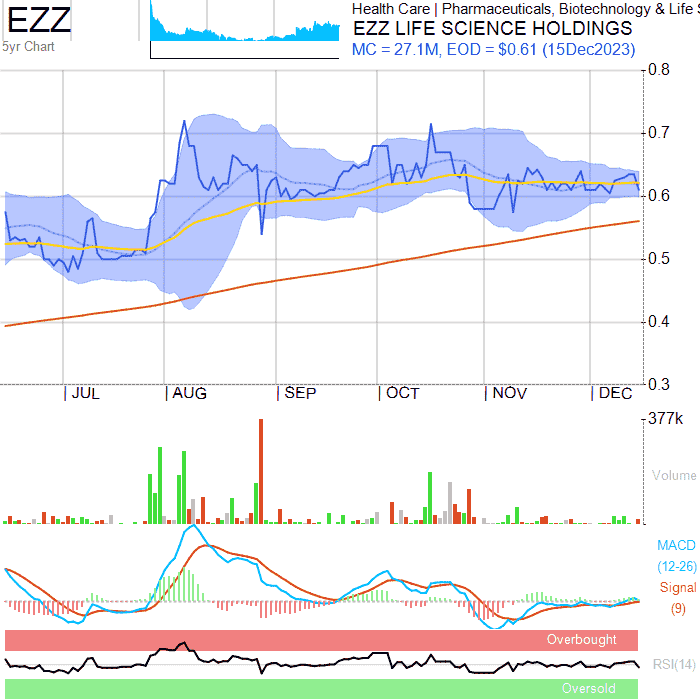 EZZ
5yr Chart
Health Care | Pharmaceuticals, Biotechnology & Life S
EZZ LIFE SCIENCE HOLDINGS
MC = 27.1M, EOD = $0.61 (15Dec2023)
0.8
0.7
0.6
0.5
0.4
0.3
JUL AUG SEP OCT NOV DEC
377k
Volume
MACD
(12-26)
Signal
(9)
Overbought
RSI(14)
Oversold